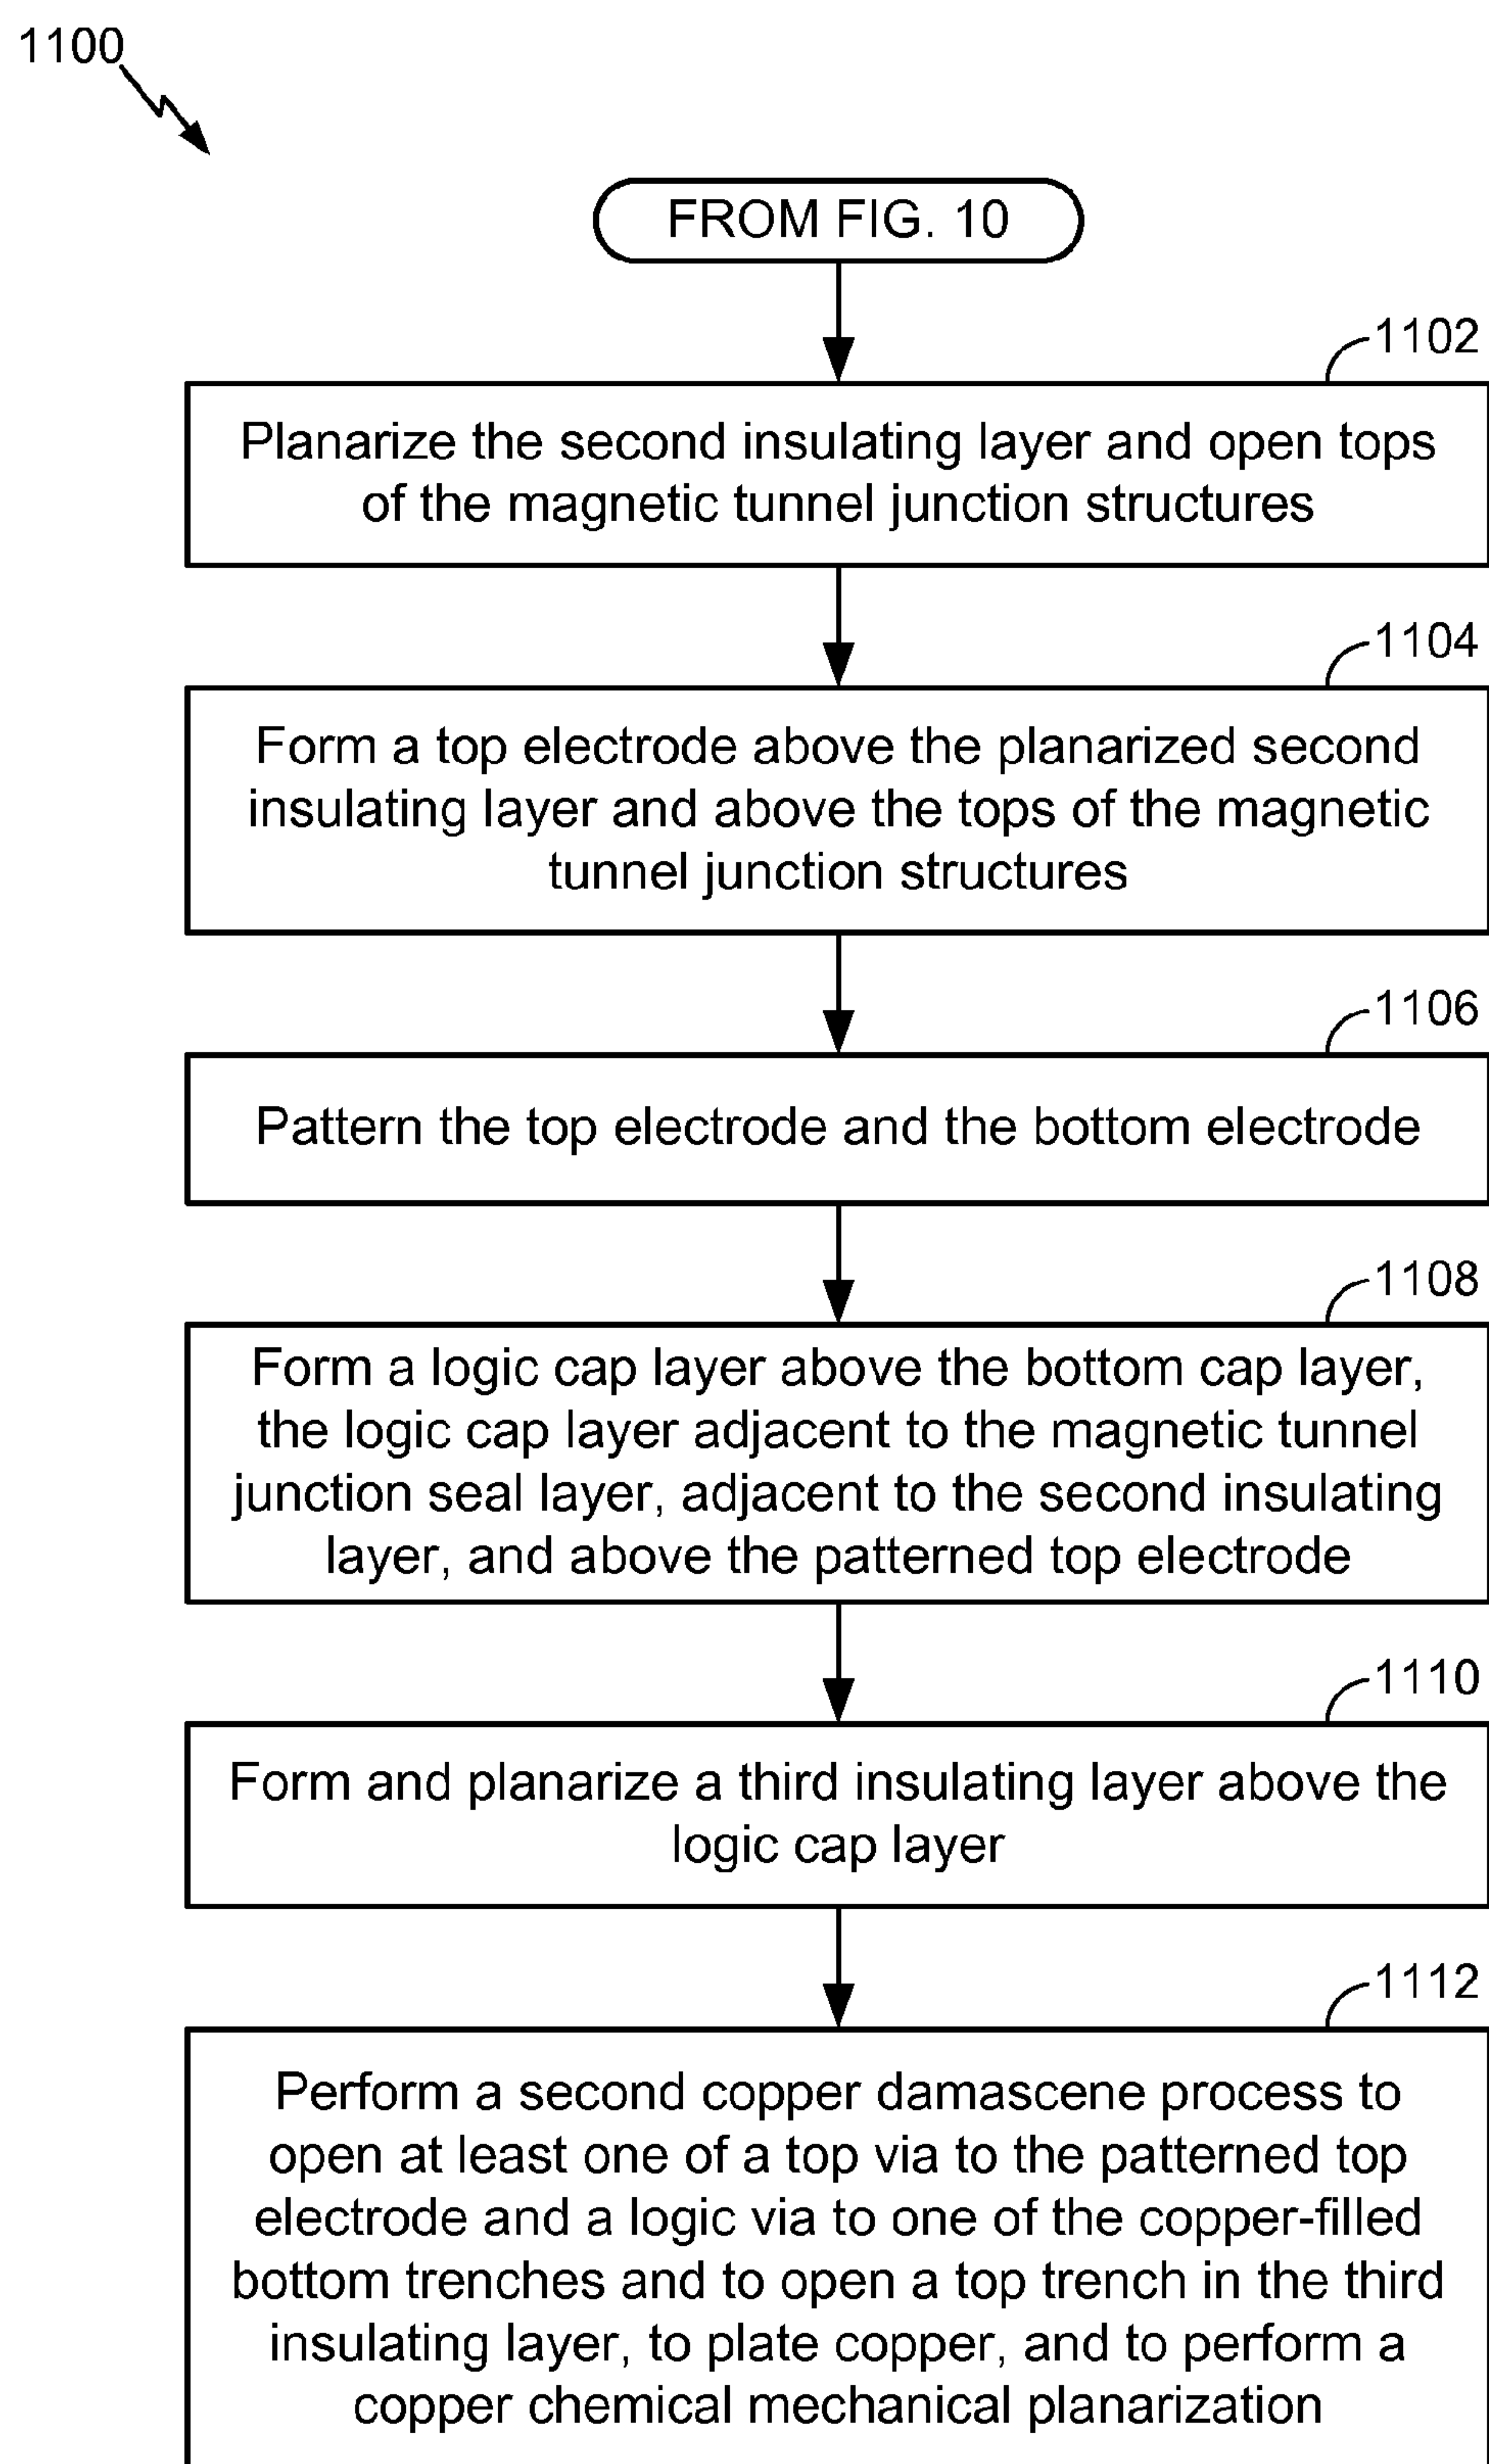 1100
FROM FIG. 10
1102
Planarize the second insulating layer and open tops
of the magnetic tunnel junction structures
1104
Form a top electrode above the planarized second
insulating layer and above the tops of the magnetic
tunnel junction structures
1106
Pattern the top electrode and the bottom electrode
1108
Form a logic cap layer above the bottom cap layer,
the logic cap layer adjacent to the magnetic tunnel
junction seal layer, adjacent to the second insulating
layer, and above the patterned top electrode
1110
Form and planarize a third insulating layer above the
logic cap layer
1112
Perform a second copper damascene process to
open at least one of a top via to the patterned top
electrode and a logic via to one of the copper-filled
bottom trenches and to open a top trench in the third
insulating layer, to plate copper, and to perform a
copper chemical mechanical planarization